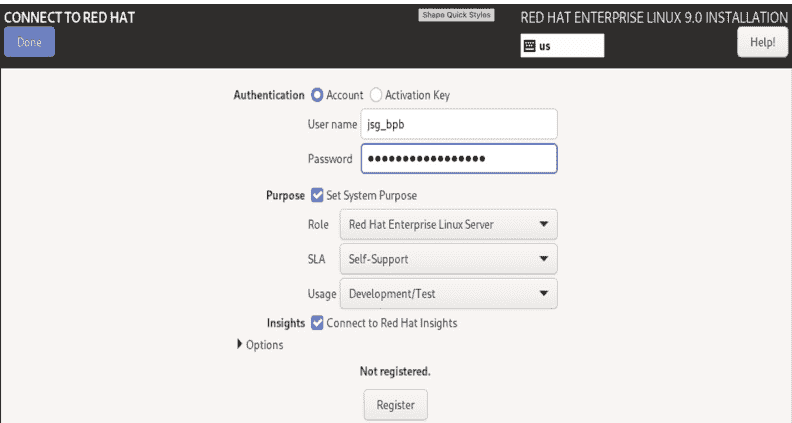 CONNECT TO RED HAT
Shape Quick Styles
RED HAT ENTERPRISE LINUX 9.0 INSTALLATION
Done
us
Help!
Authentication Account Activation Key
User name jsg_bpb
Password ●●●●●●●●●●●●●●●●●
Purpose Set System Purpose
Role Red Hat Enterprise Linux Server
SLA Self-Support
Usage Development/Test
Insights Connect to Red Hat Insights
Options
Not registered.
Register